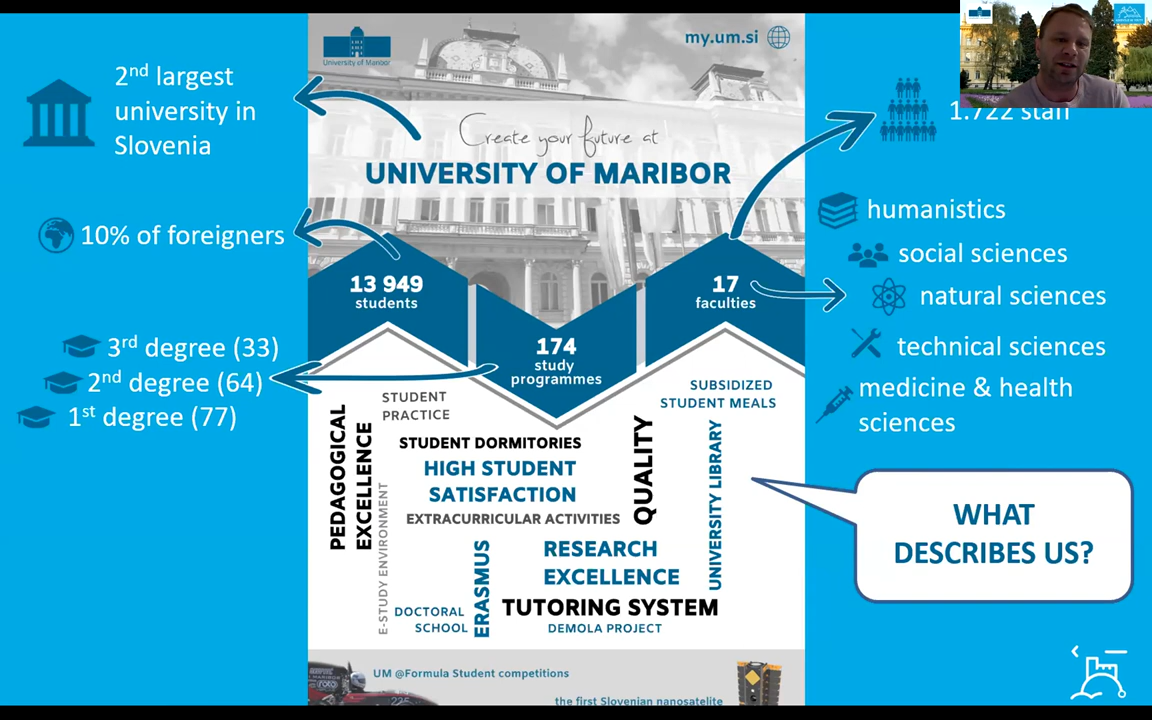 2nd largest
university in
Slovenia
10% of foreigners
3rd degree (33)
2nd degree (64)
1st degree (77)
University of Maribor
my.um.si
Create your future at
UNIVERSITY OF MARIBOR
13 949
students
174
study
programmes
17
faculties
STUDENT
PRACTICE
SUBSIDIZED
STUDENT MEALS
PEDAGOGICAL
EXCELLENCE
E-STUDY ENVIRONMENT
STUDENT DORMITORIES
HIGH STUDENT
SATISFACTION
EXTRACURRICULAR ACTIVITIES
QUALITY
UNIVERSITY LIBRARY
ERASMUS
RESEARCH
EXCELLENCE
DOCTORAL
SCHOOL
TUTORING SYSTEM
DEMOLA PROJECT
UM @Formula Student competitions
the first Slovenian nanosatelite
1.722 staff
humanistics
social sciences
natural sciences
technical sciences
medicine & health
sciences
WHAT
DESCRIBES US?